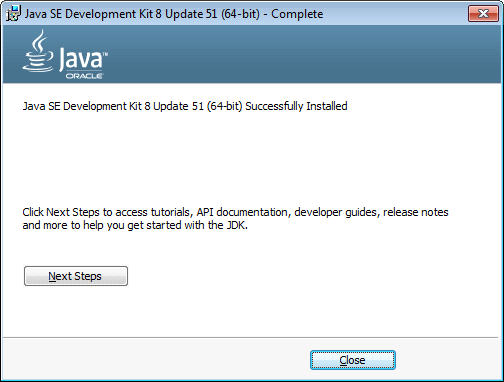 Java SE Development Kit 8 Update 51 (64-bit) - Complete
Java™
ORACLE
Java SE Development Kit 8 Update 51 (64-bit) Successfully Installed
Click Next Steps to access tutorials, API documentation, developer guides, release notes
and more to help you get started with the JDK.
Next Steps
Close